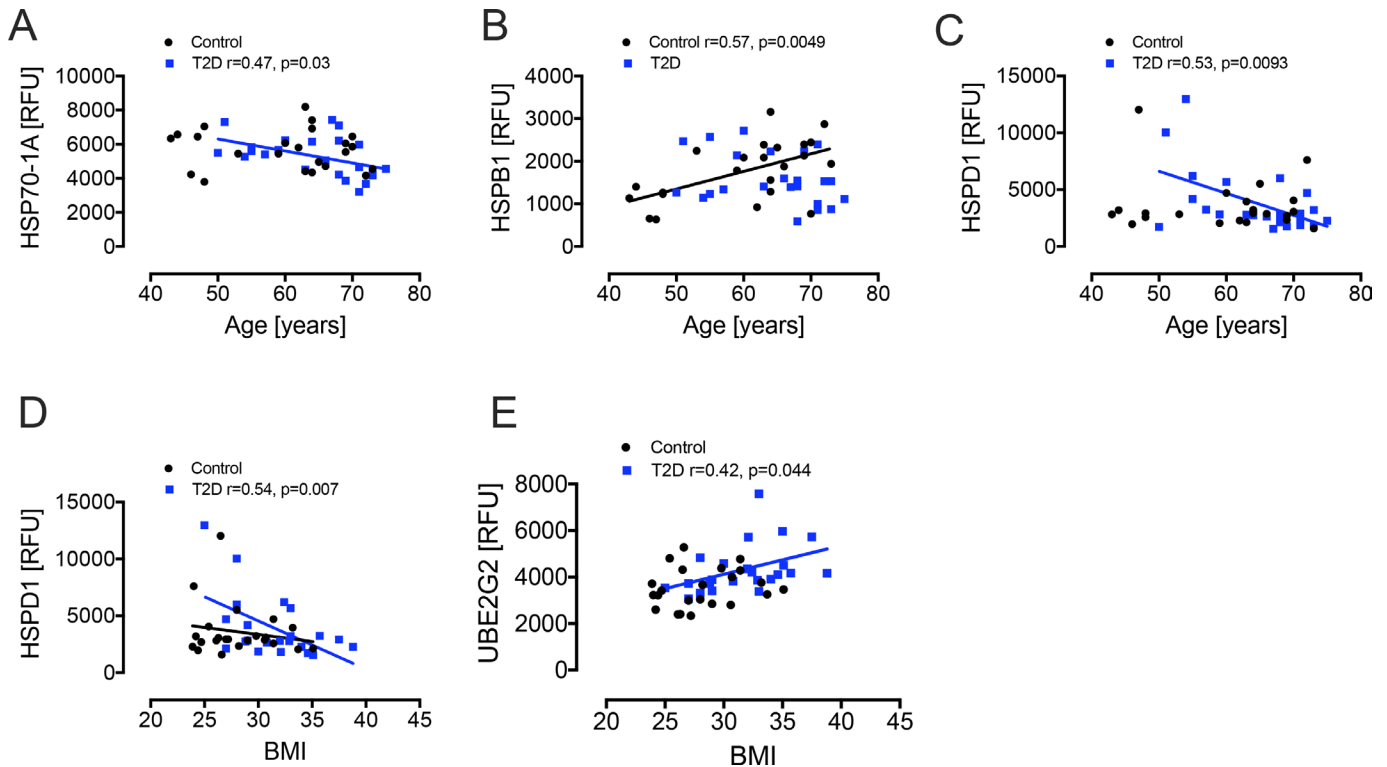 A
Control
T2D r=0.47, p=0.03
HSP70-1A [RFU]
10000
8000
6000
4000
2000
0
40 50 60 70 80
Age [years]
B
Control r=0.57, p=0.0049
T2D
HSPB1 [RFU]
4000
3000
2000
1000
0
40 50 60 70 80
Age [years]
C
Control
T2D r=0.53, p=0.0093
HSPD1 [RFU]
15000
10000
5000
0
40 50 60 70 80
Age [years]
D
Control
T2D r=0.54, p=0.007
HSPD1 [RFU]
15000
10000
5000
0
20 25 30 35 40 45
BMI
E
Control
T2D r=0.42, p=0.044
UBE2G2 [RFU]
8000
6000
4000
2000
0
20 25 30 35 40 45
BMI